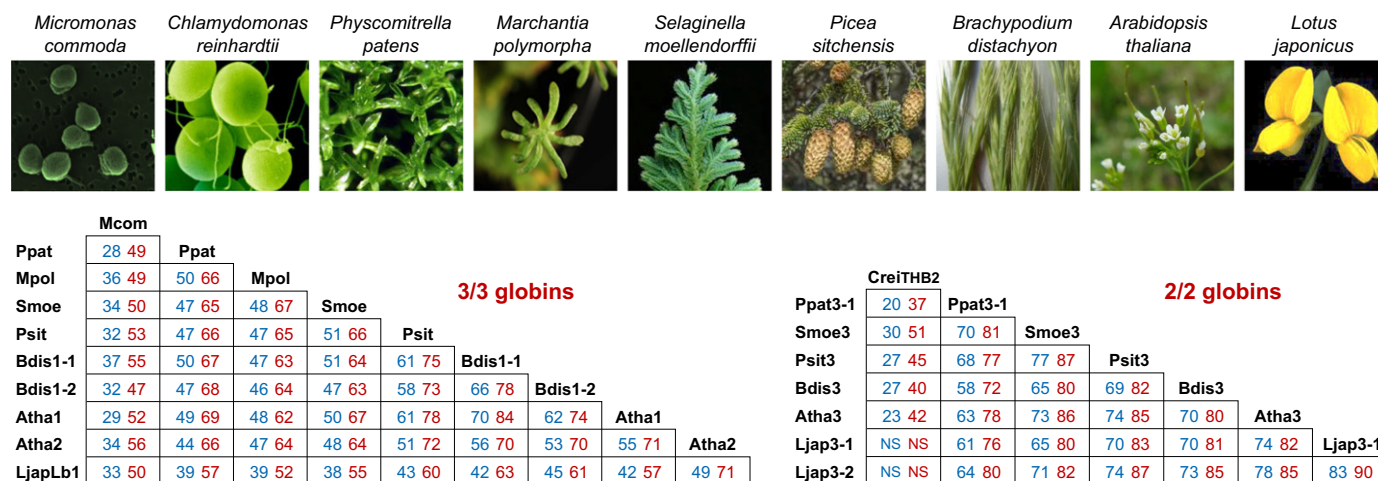 Micromonas commoda
Chlamydomonas reinhardtii
Physcomitrella patens
Marchantia polymorpha
Selaginella moellendorffii
Picea sitchensis
Brachypodium distachyon
Arabidopsis thaliana
Lotus japonicus
Mcom
Ppat 28 49 Ppat
Mpol 36 49 50 66 Mpol
3/3 globins
Smoe 34 50 47 65 48 67 Smoe
Psit 32 53 47 66 47 65 51 66 Psit
Bdis1-1 37 55 50 67 47 63 51 64 61 75 Bdis1-1
Bdis1-2 32 47 47 68 46 64 47 63 58 73 66 78 Bdis1-2
Atha1 29 52 49 69 48 62 50 67 61 78 70 84 62 74 Atha1
Atha2 34 56 44 66 47 64 48 64 51 72 56 70 53 70 55 71 Atha2
LjapLb1 33 50 39 57 39 52 38 55 43 60 42 63 45 61 42 57 49 71
CreiTHB2
2/2 globins
Ppat3-1 20 37 Ppat3-1
Smoe3 30 51 70 81 Smoe3
Psit3 27 45 68 77 77 87 Psit3
Bdis3 27 40 58 72 65 80 69 82 Bdis3
Atha3 23 42 63 78 73 86 74 85 70 80 Atha3
Ljap3-1 NS NS 61 76 65 80 70 83 70 81 74 82 Ljap3-1
Ljap3-2 NS NS 64 80 71 82 74 87 73 85 78 85 83 90